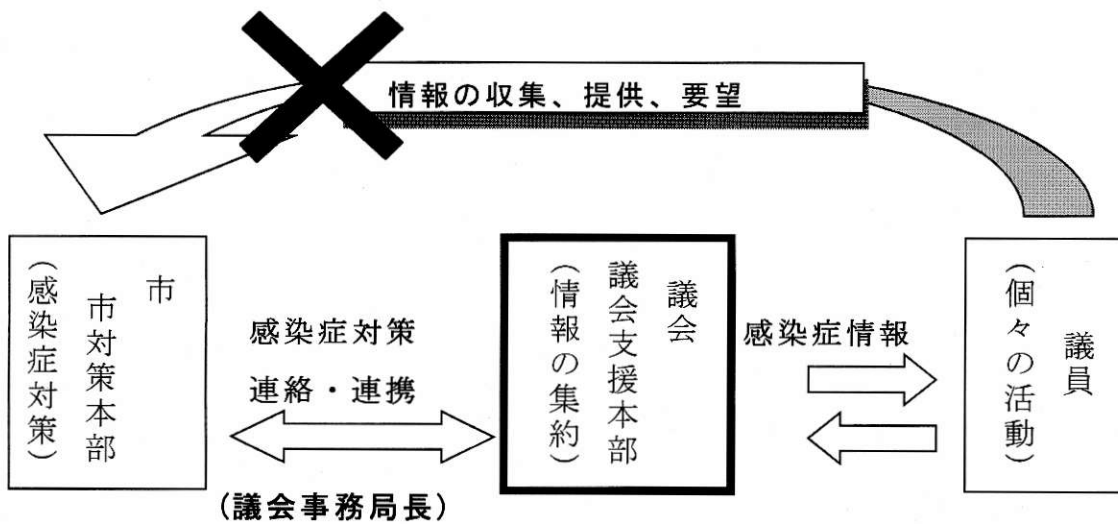 情報の収集、提供、要望
市
市対策本部
(感染症対策)
感染症対策
連絡・連携
(議会事務局長)
議会
議会支援本部
(情報の集約)
感染症情報
議員
(個々の活動)